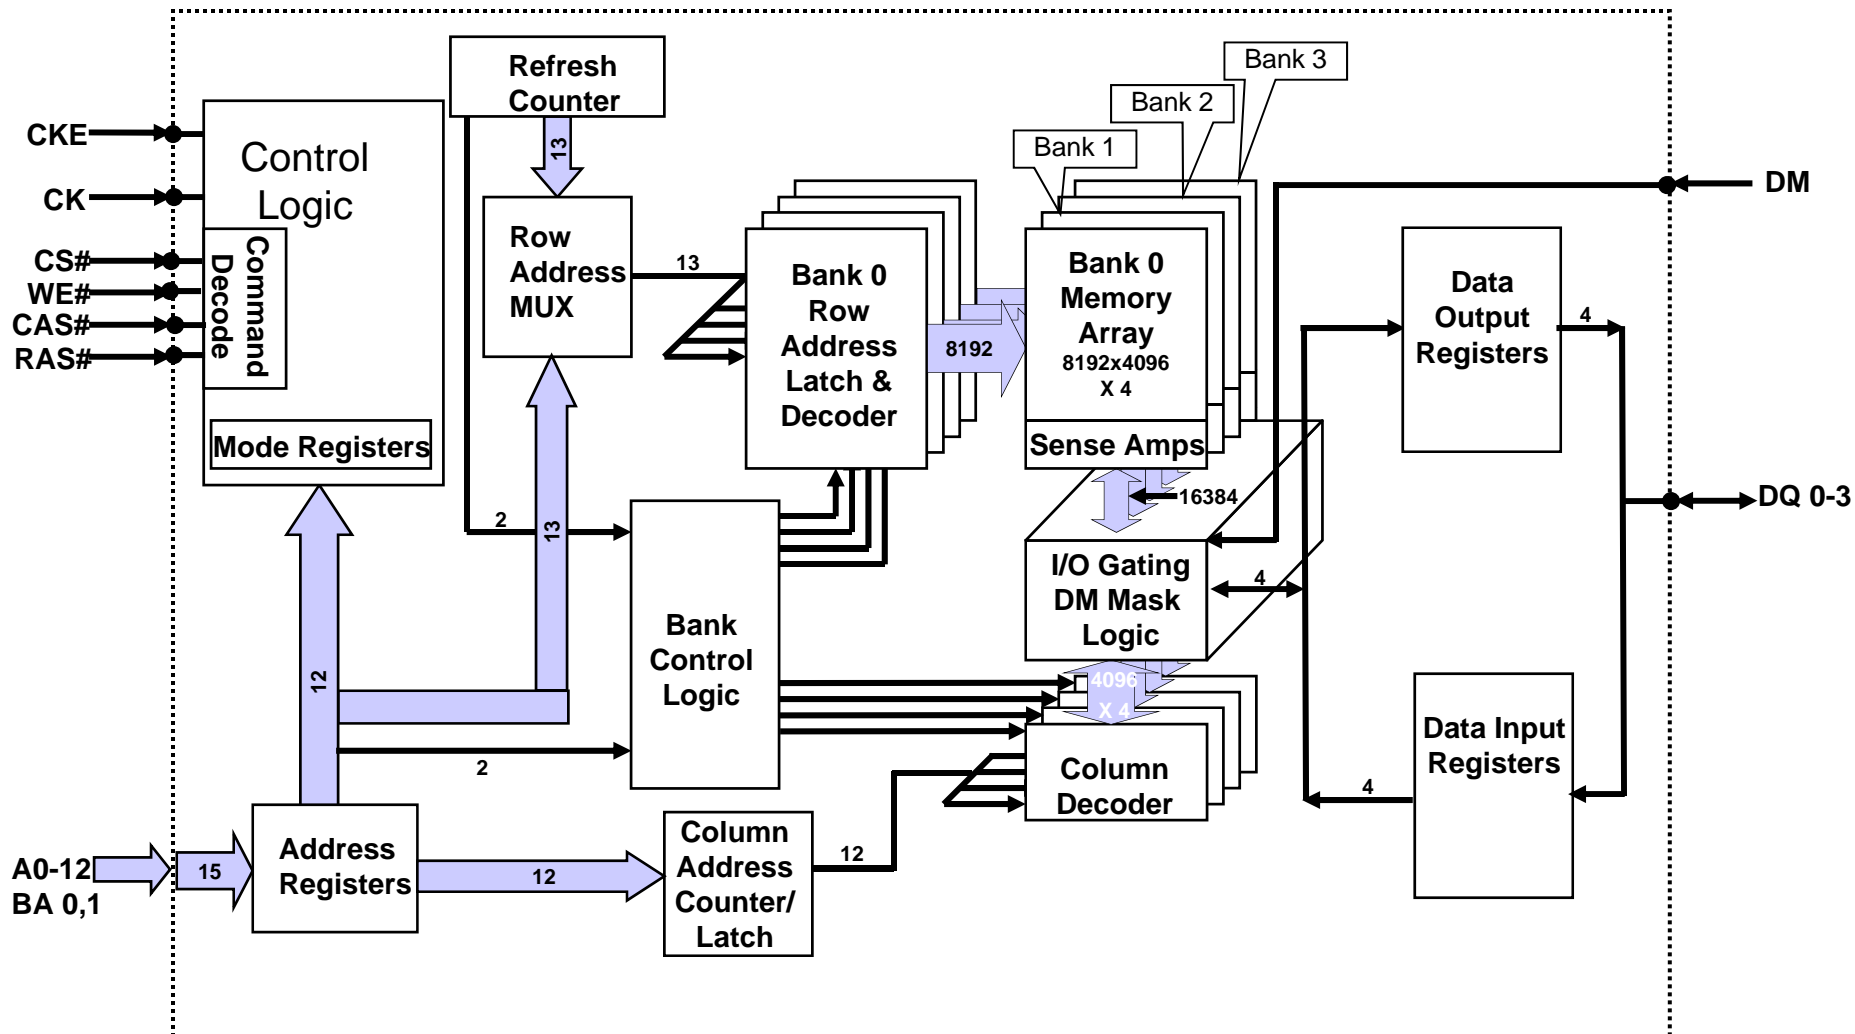 Refresh
Counter
Bank 3
Bank 2
Bank 1
CKE
CK
CS#
WE#
CAS#
RAS#
Control
Logic
Command
Decode
Mode Registers
13
Row
Address
MUX
13
Bank 0
Row
Address
Latch &
Decoder
8192
Bank 0
Memory
Array
8192x4096
X 4
Sense Amps
16384
DM
Data
Output
Registers
4
DQ 0-3
2
13
I/O Gating
DM Mask
Logic
4
Bank
Control
Logic
12
2
4096
X 4
Column
Decoder
Data Input
Registers
4
A0-12
BA 0,1
15
Address
Registers
12
Column
Address
Counter/
Latch
12